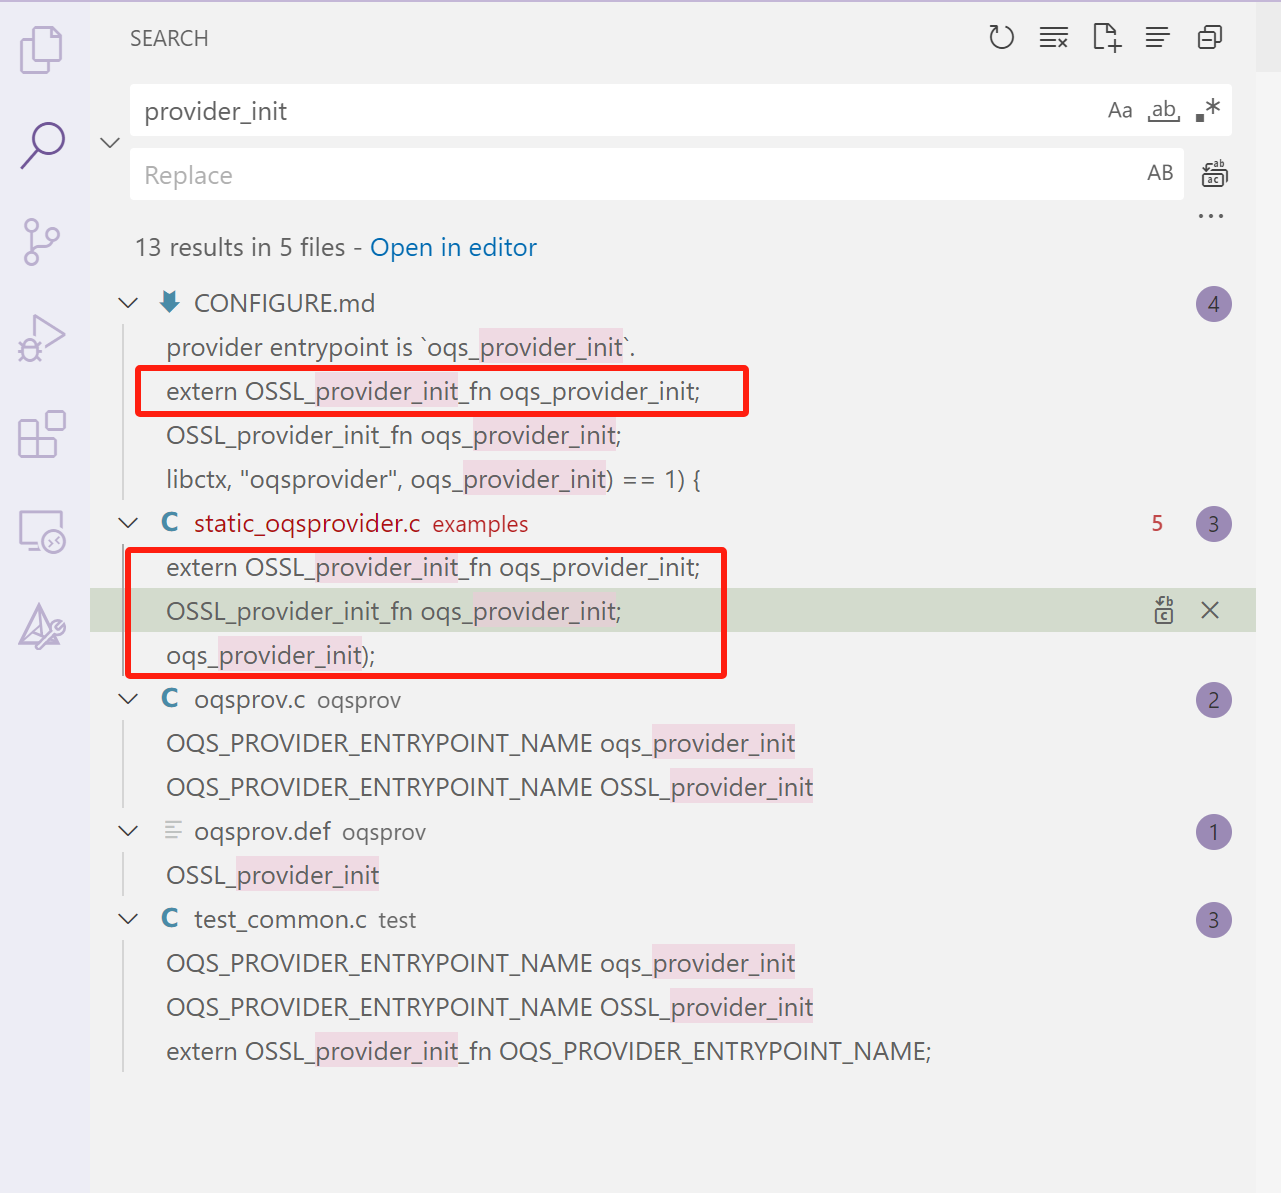 SEARCH
provider_init
Aa ab *
Replace
AB
ab ac
13 results in 5 files - Open in editor
CONFIGURE.md 4
provider entrypoint is `oqs_provider_init`.
extern OSSL_provider_init_fn oqs_provider_init;
OSSL_provider_init_fn oqs_provider_init;
libctx, "oqsprovider", oqs_provider_init) == 1) {
C static_oqsprovider.c examples 5 3
extern OSSL_provider_init_fn oqs_provider_init;
OSSL_provider_init_fn oqs_provider_init;
oqs_provider_init);
C oqsprov.c oqsprov 2
OQS_PROVIDER_ENTRYPOINT_NAME oqs_provider_init
OQS_PROVIDER_ENTRYPOINT_NAME OSSL_provider_init
oqsprov.def oqsprov 1
OSSL_provider_init
C test_common.c test 3
OQS_PROVIDER_ENTRYPOINT_NAME oqs_provider_init
OQS_PROVIDER_ENTRYPOINT_NAME OSSL_provider_init
extern OSSL_provider_init_fn OQS_PROVIDER_ENTRYPOINT_NAME;